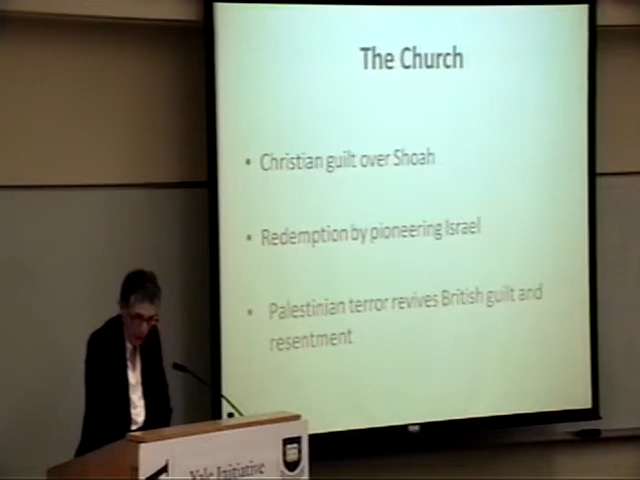 The Church
• Christian guilt over Shoah
• Redemption by pioneering Israel
• Palestinian terror revives British guilt and
resentment
Yale Initiative